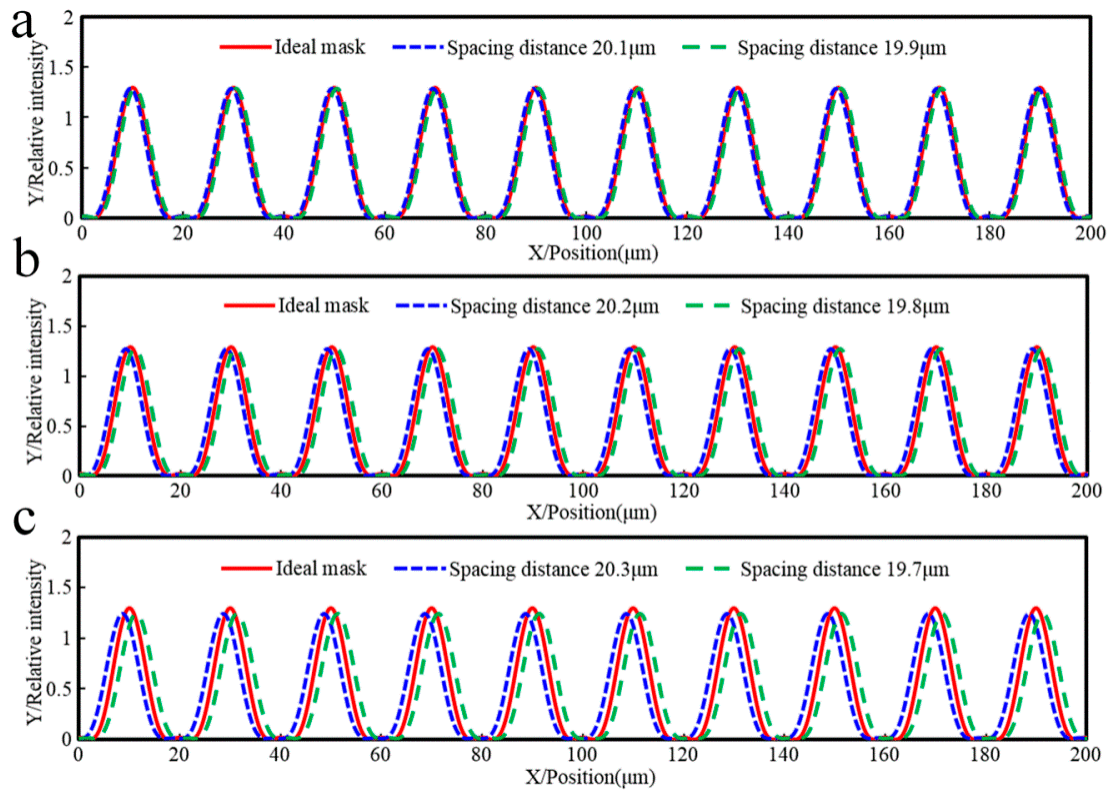 a
Y/Relative intensity
2
1.5
1
0.5
0
Ideal mask Spacing distance 20.1μm Spacing distance 19.9μm
0 20 40 60 80 100 120 140 160 180 200
X/Position(μm)
b
Y/Relative intensity
2
1.5
1
0.5
0
Ideal mask Spacing distance 20.2μm Spacing distance 19.8μm
0 20 40 60 80 100 120 140 160 180 200
X/Position(μm)
c
Y/Relative intensity
2
1.5
1
0.5
0
Ideal mask Spacing distance 20.3μm Spacing distance 19.7μm
0 20 40 60 80 100 120 140 160 180 200
X/Position(μm)